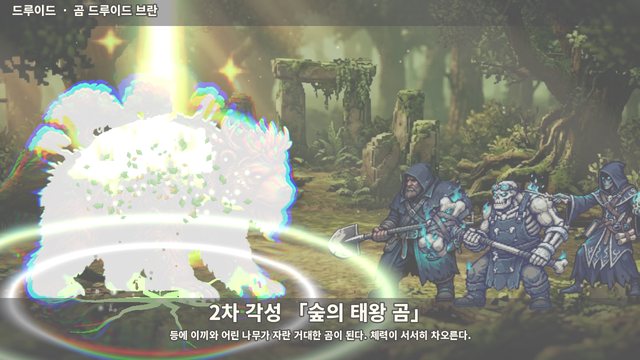 드루이드 · 곰 드루이드 브란
2차 각성 「숲의 태왕 곰」
등에 이끼와 어린 나무가 자란 거대한 곰이 된다. 체력이 서서히 차오른다.